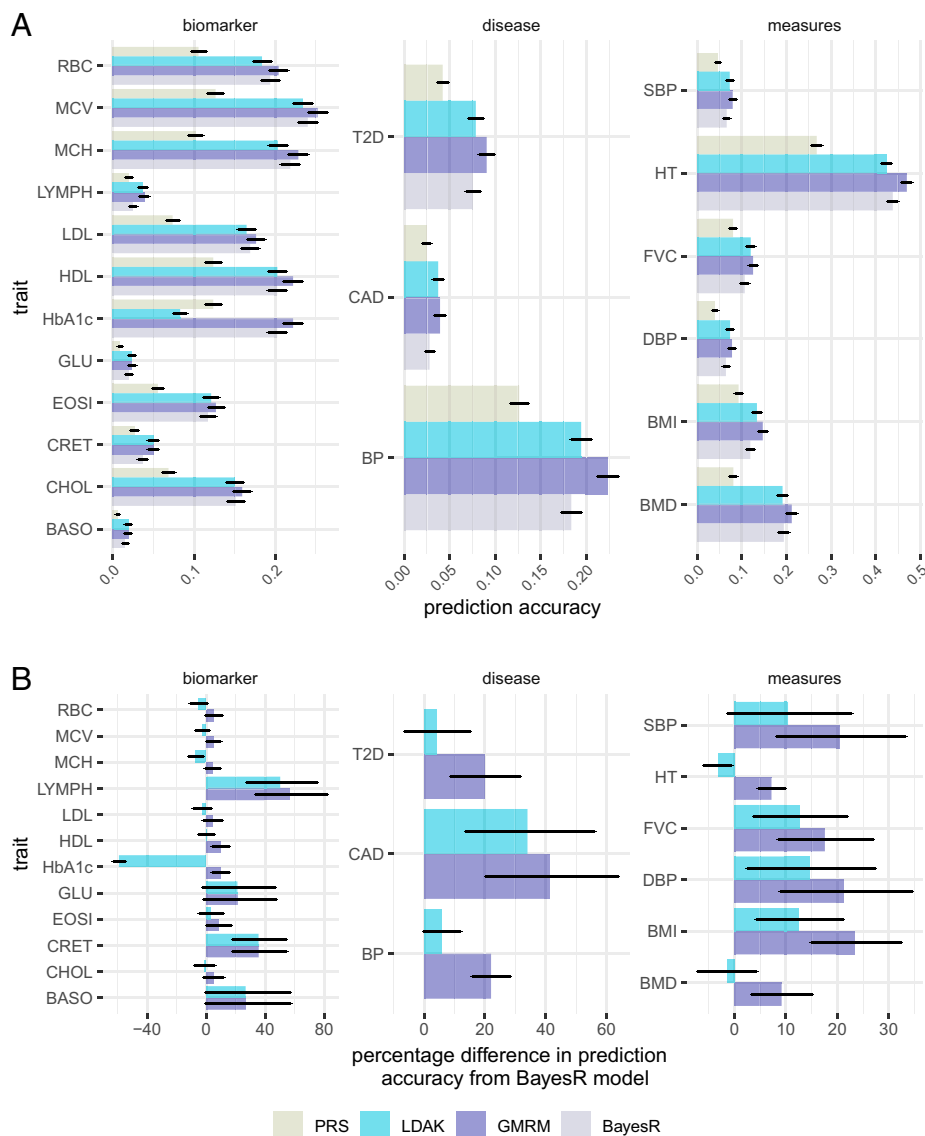 A
biomarker
disease
measures
trait
RBC
MCV
MCH
LYMPH
LDL
HDL
HbA1c
GLU
EOSI
CRET
CHOL
BASO
0.0
0.1
0.2
T2D
CAD
BP
0.00
0.05
0.10
0.15
0.20
SBP
HT
FVC
DBP
BMI
BMD
0.0
0.1
0.2
0.3
0.4
0.5
prediction accuracy
B
biomarker
disease
measures
trait
RBC
MCV
MCH
LYMPH
LDL
HDL
HbA1c
GLU
EOSI
CRET
CHOL
BASO
−40
0
40
80
T2D
CAD
BP
0
20
40
60
SBP
HT
FVC
DBP
BMI
BMD
0
10
20
30
percentage difference in prediction
accuracy from BayesR model
PRS LDAK GMRM BayesR